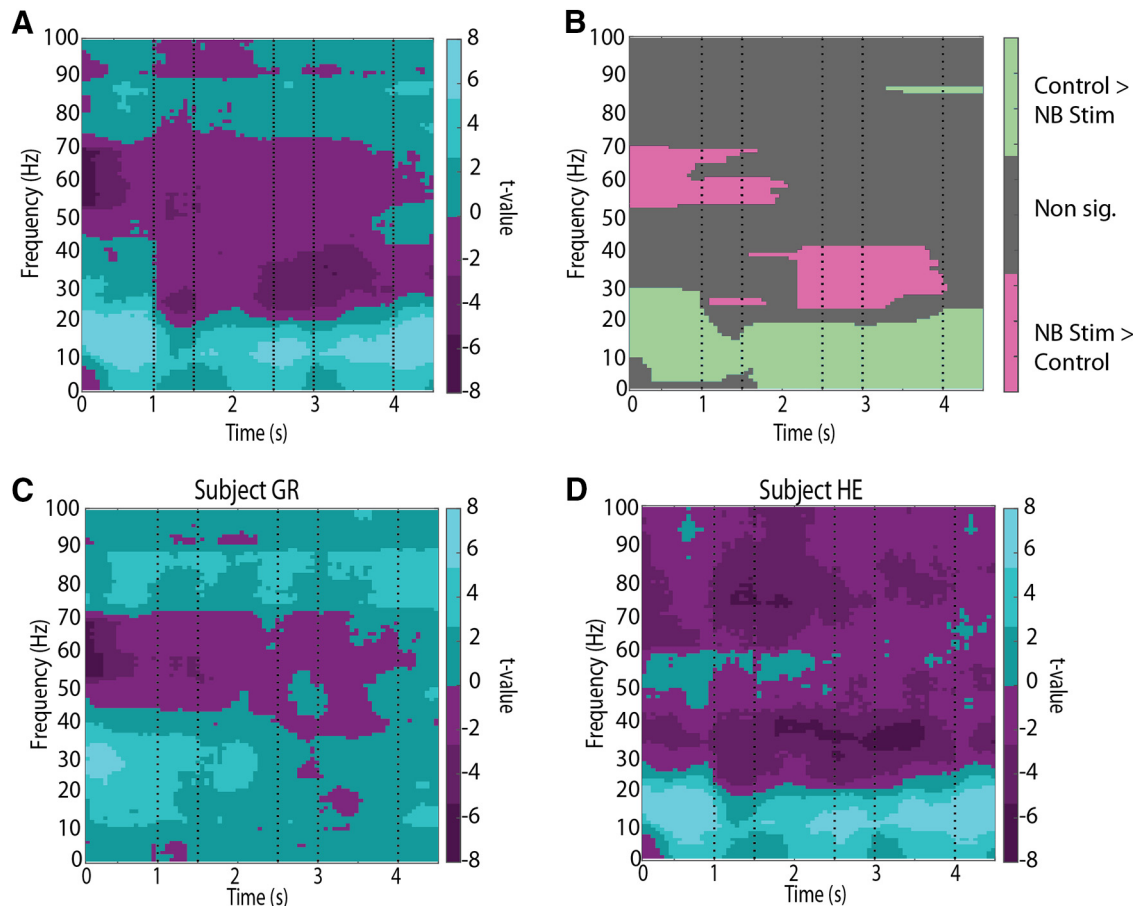 A
Frequency (Hz)
100
90
80
70
60
50
40
30
20
10
0
0 1 2 3 4
Time (s)
8
6
4
2
0
-2
-4
-6
-8
t-value
B
Frequency (Hz)
100
90
80
70
60
50
40
30
20
10
0
0 1 2 3 4
Time (s)
Control >
NB Stim
Non sig.
NB Stim >
Control
C
Subject GR
Frequency (Hz)
100
90
80
70
60
50
40
30
20
10
0
0 1 2 3 4
Time (s)
8
6
4
2
0
-2
-4
-6
-8
t-value
D
Subject HE
Frequency (Hz)
100
90
80
70
60
50
40
30
20
10
0
0 1 2 3 4
Time (s)
8
6
4
2
0
-2
-4
-6
-8
t-value